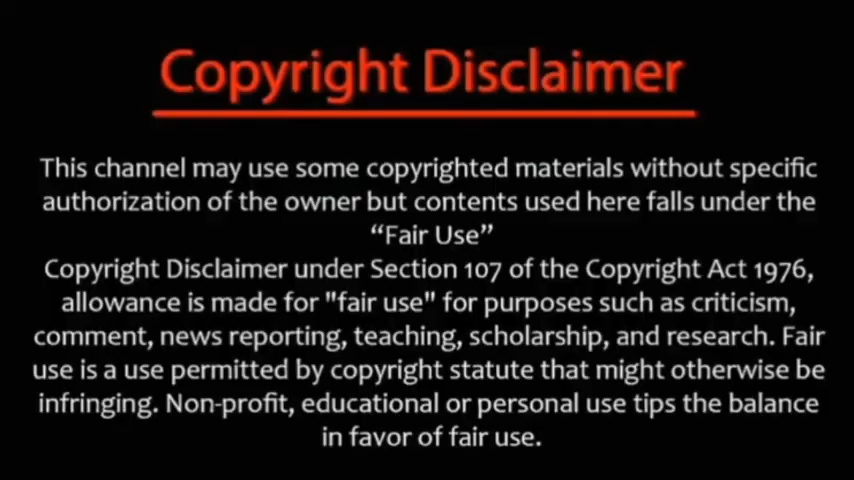 Copyright Disclaimer
This channel may use some copyrighted materials without specific
authorization of the owner but contents used here falls under the
“Fair Use”
Copyright Disclaimer under Section 107 of the Copyright Act 1976,
allowance is made for "fair use" for purposes such as criticism,
comment, news reporting, teaching, scholarship, and research. Fair
use is a use permitted by copyright statute that might otherwise be
infringing. Non-profit, educational or personal use tips the balance
in favor of fair use.